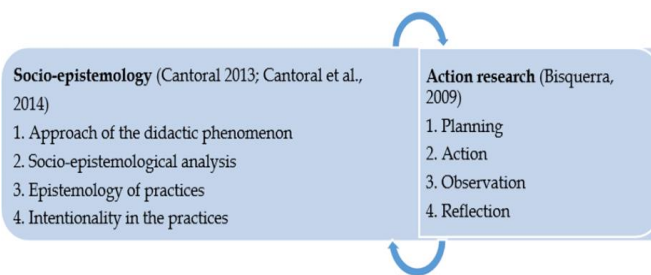 Socio-epistemology (Cantoral 2013; Cantoral et al.,
2014)
1. Approach of the didactic phenomenon
2. Socio-epistemological analysis
3. Epistemology of practices
4. Intentionality in the practices
Action research (Bisquerra,
2009)
1. Planning
2. Action
3. Observation
4. Reflection